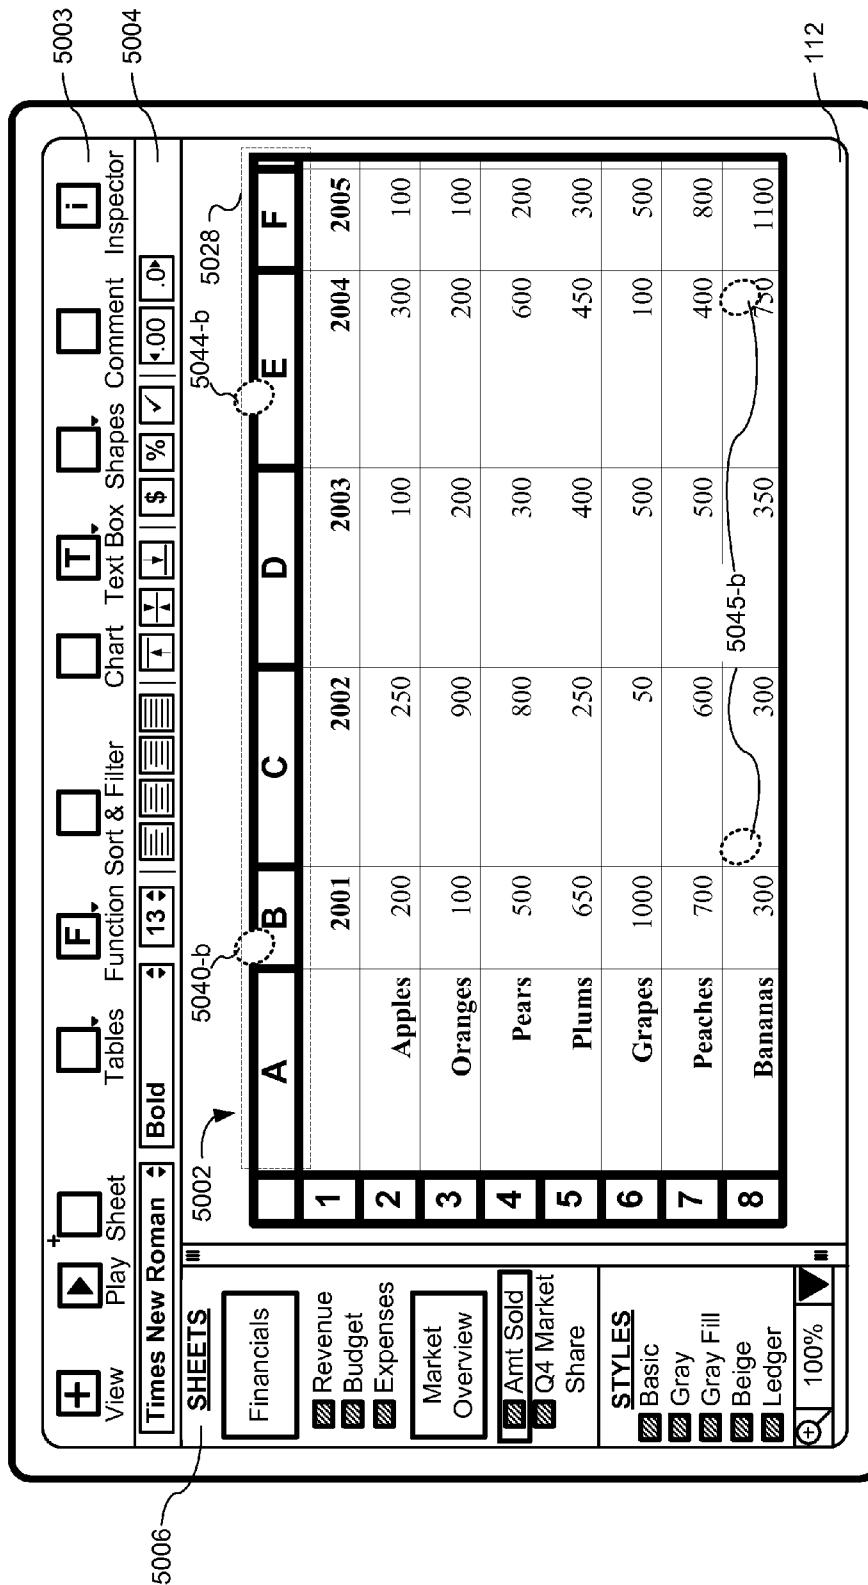 5003
5004
112
5006
5002
5040-b
5044-b
5028
5045-b
View Play Sheet Tables Function Sort & Filter Chart Text Box Shapes Comment Inspector
+ F T i
Times New Roman Bold 13 $ % ✓ .00 .0
SHEETS
Financials
Revenue
Budget
Expenses
Market
Overview
Amt Sold
Q4 Market
Share
STYLES
Basic
Gray
Gray Fill
Beige
Ledger
100%
A B C D E F
1 2001 2002 2003 2004 2005
2 Apples 200 250 100 300 100
3 Oranges 100 900 200 200 100
4 Pears 500 800 300 600 200
5 Plums 650 250 400 450 300
6 Grapes 1000 50 500 100 500
7 Peaches 700 600 500 400 800
8 Bananas 300 300 350 750 1100